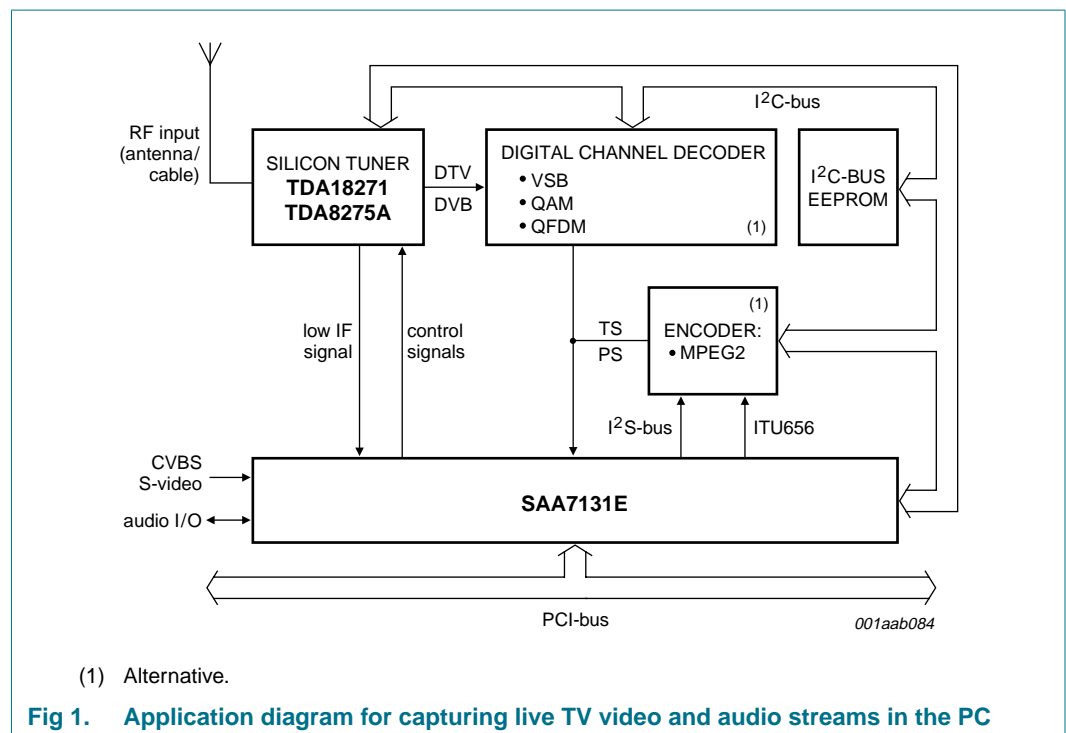 I2C-bus
RF input
(antenna/
cable)
SILICON TUNER
TDA18271
TDA8275A
DTV
DVB
DIGITAL CHANNEL DECODER
• VSB
• QAM
• QFDM
(1)
I2C-BUS
EEPROM
low IF
signal
control
signals
TS
PS
(1)
ENCODER:
• MPEG2
I2S-bus
ITU656
CVBS
S-video
audio I/O
SAA7131E
PCI-bus
001aab084
(1) Alternative.
Fig 1. Application diagram for capturing live TV video and audio streams in the PC